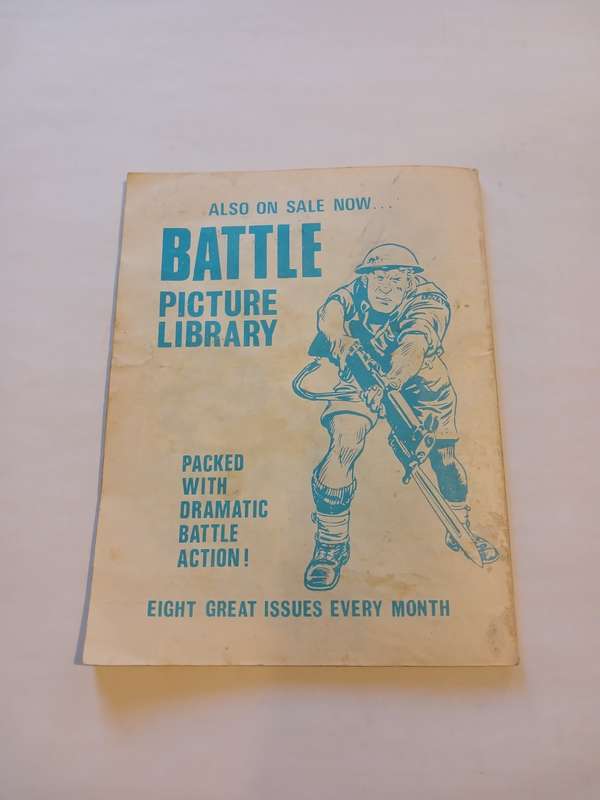 ALSO ON SALE NOW...
BATTLE
PICTURE
LIBRARY
PACKED
WITH
DRAMATIC
BATTLE
ACTION!
EIGHT GREAT ISSUES EVERY MONTH